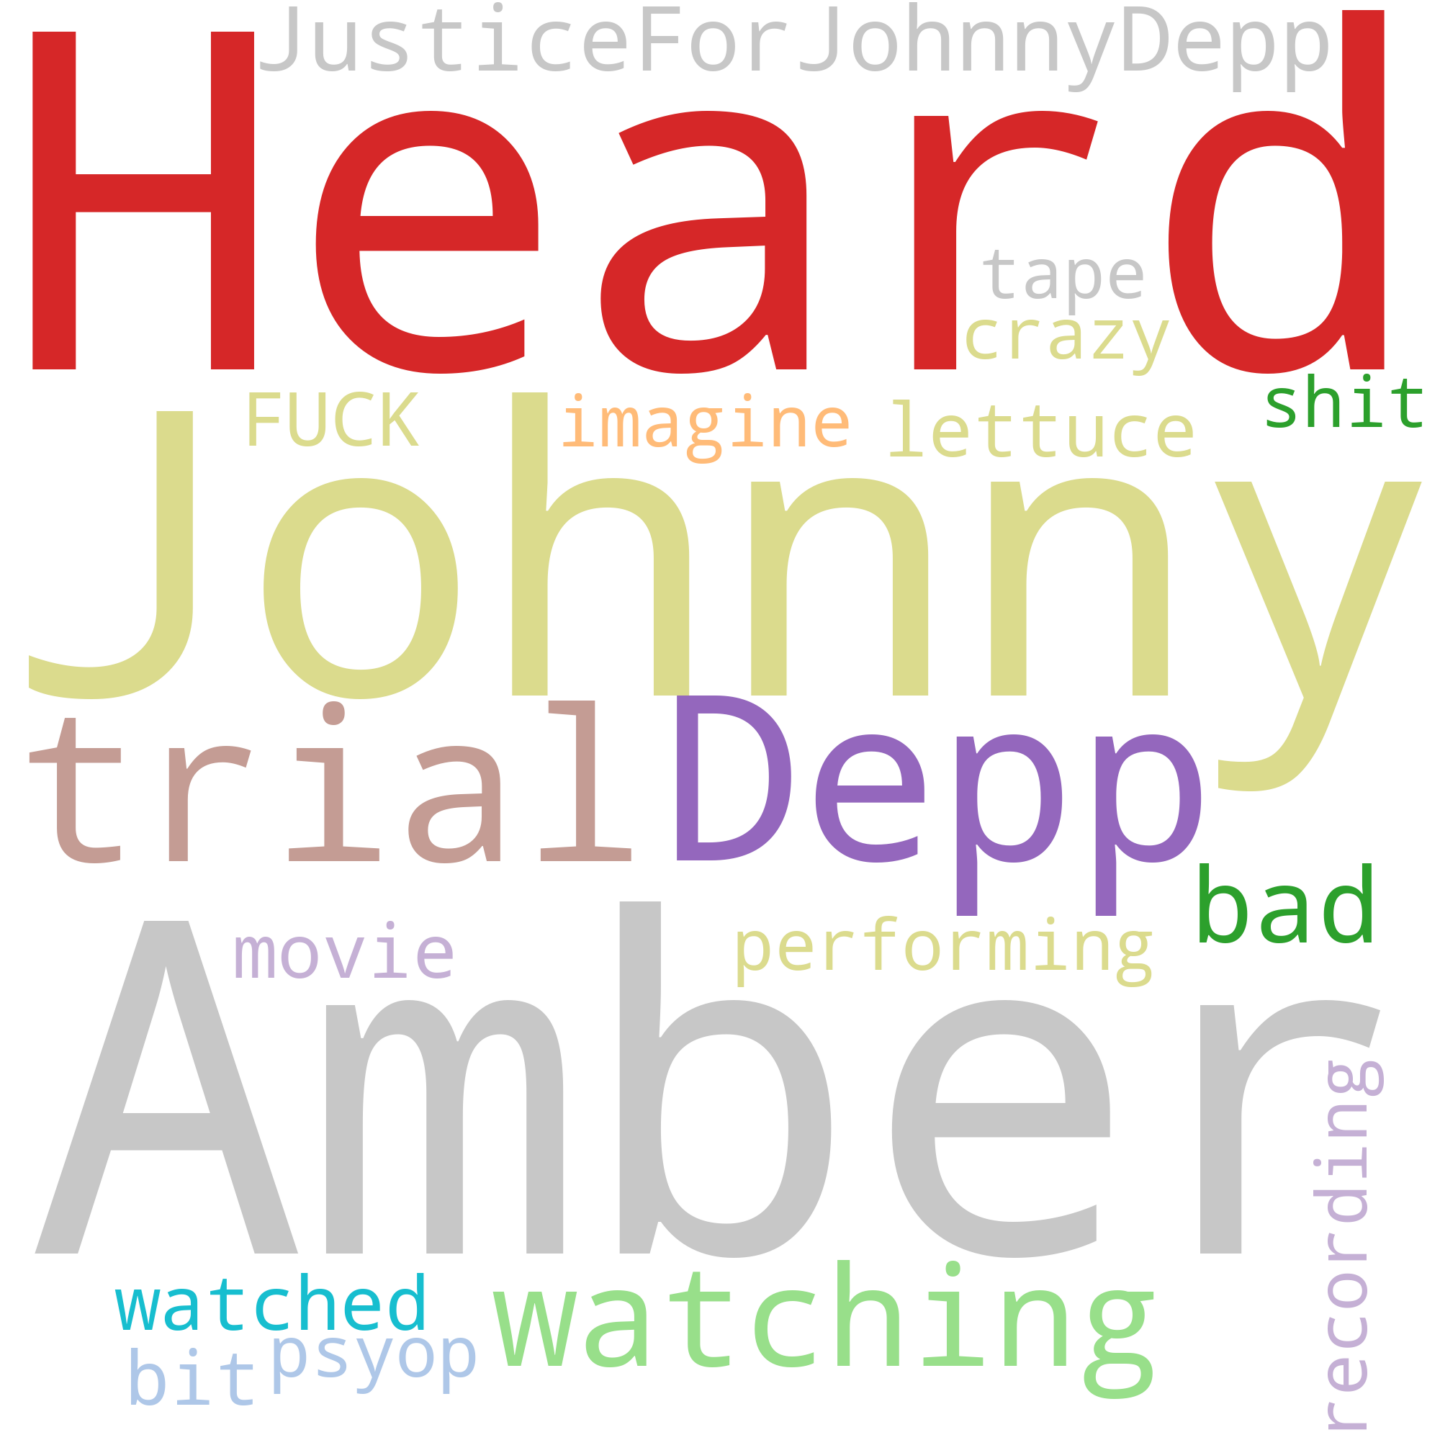 JusticeForJohnnyDepp
Heard
tape
crazy
FUCK
imagine
lettuce
shit
Johnny
trial
Depp
bad
movie
performing
Amber
recording
watched
watching
psyop
bit